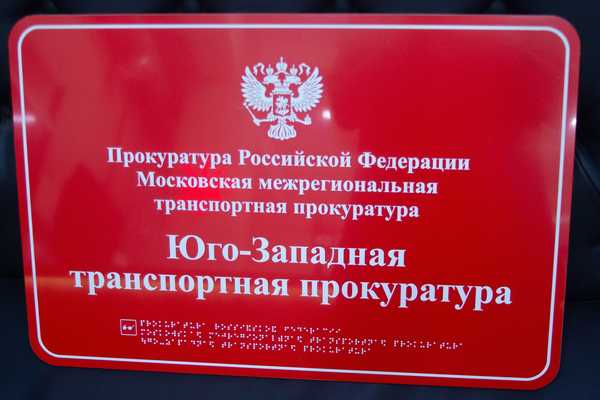 Прокуратура Российской Федерации
Московская межрегиональная
транспортная прокуратура
Юго-Западная
транспортная прокуратура